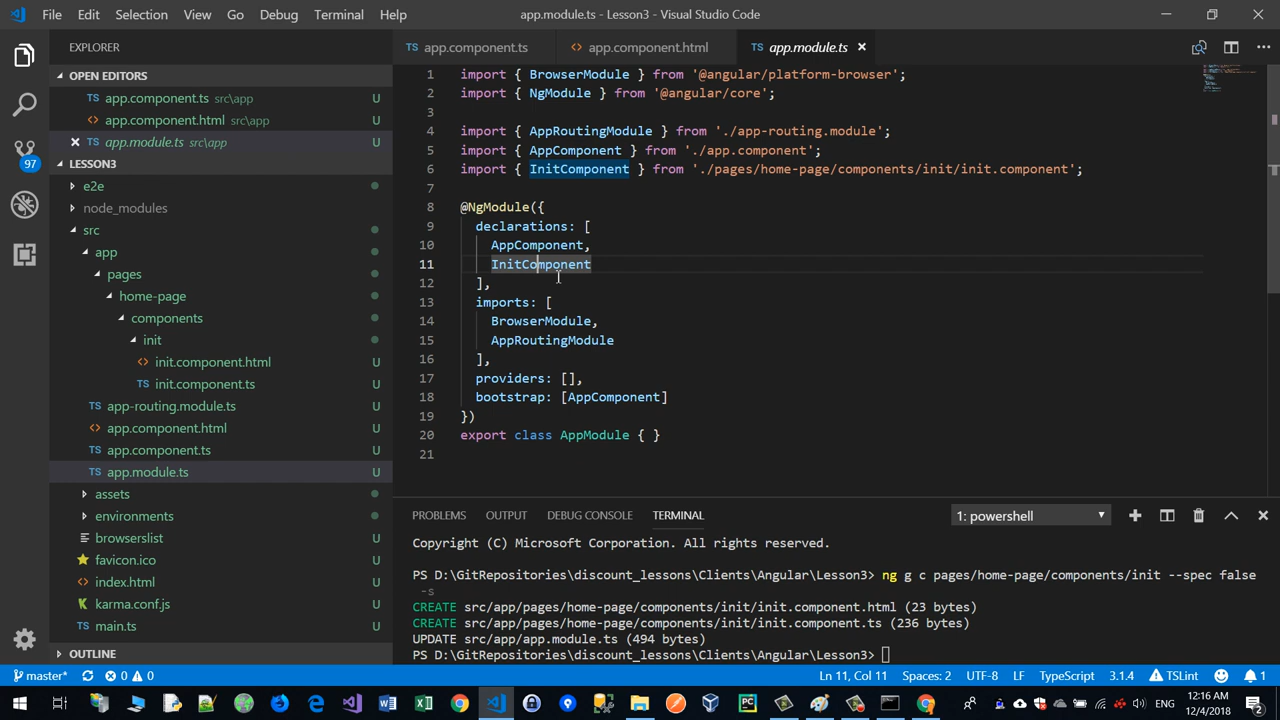 File Edit Selection View Go Debug Terminal Help
app.module.ts - Lesson3 - Visual Studio Code
EXPLORER
OPEN EDITORS
TS app.component.ts src\app U
<> app.component.html src\app U
TS app.module.ts src\app U
LESSON3
e2e
node_modules
src
app
pages
home-page
components
init
<> init.component.html U
TS init.component.ts U
TS app-routing.module.ts U
<> app.component.html U
TS app.component.ts U
TS app.module.ts U
assets
environments
browserslist U
favicon.ico U
index.html U
karma.conf.js U
main.ts U
OUTLINE
97
TS app.component.ts
<> app.component.html
TS app.module.ts
1 import { BrowserModule } from '@angular/platform-browser';
2 import { NgModule } from '@angular/core';
3
4 import { AppRoutingModule } from './app-routing.module';
5 import { AppComponent } from './app.component';
6 import { InitComponent } from './pages/home-page/components/init/init.component';
7
8 @NgModule({
9 declarations: [
10 AppComponent,
11 InitComponent
12 ],
13 imports: [
14 BrowserModule,
15 AppRoutingModule
16 ],
17 providers: [],
18 bootstrap: [AppComponent]
19 })
20 export class AppModule { }
21
PROBLEMS OUTPUT DEBUG CONSOLE TERMINAL
1: powershell
Copyright (C) Microsoft Corporation. All rights reserved.
PS D:\GitRepositories\discount_lessons\Clients\Angular\Lesson3> ng g c pages/home-page/components/init --spec false
-s
CREATE src/app/pages/home-page/components/init/init.component.html (23 bytes)
CREATE src/app/pages/home-page/components/init/init.component.ts (236 bytes)
UPDATE src/app/app.module.ts (494 bytes)
PS D:\GitRepositories\discount_lessons\Clients\Angular\Lesson3>
master* 0 0
Ln 11, Col 11 Spaces: 2 UTF-8 LF TypeScript 3.1.4 TSLint 1
ENG
12:16 AM
12/4/2018